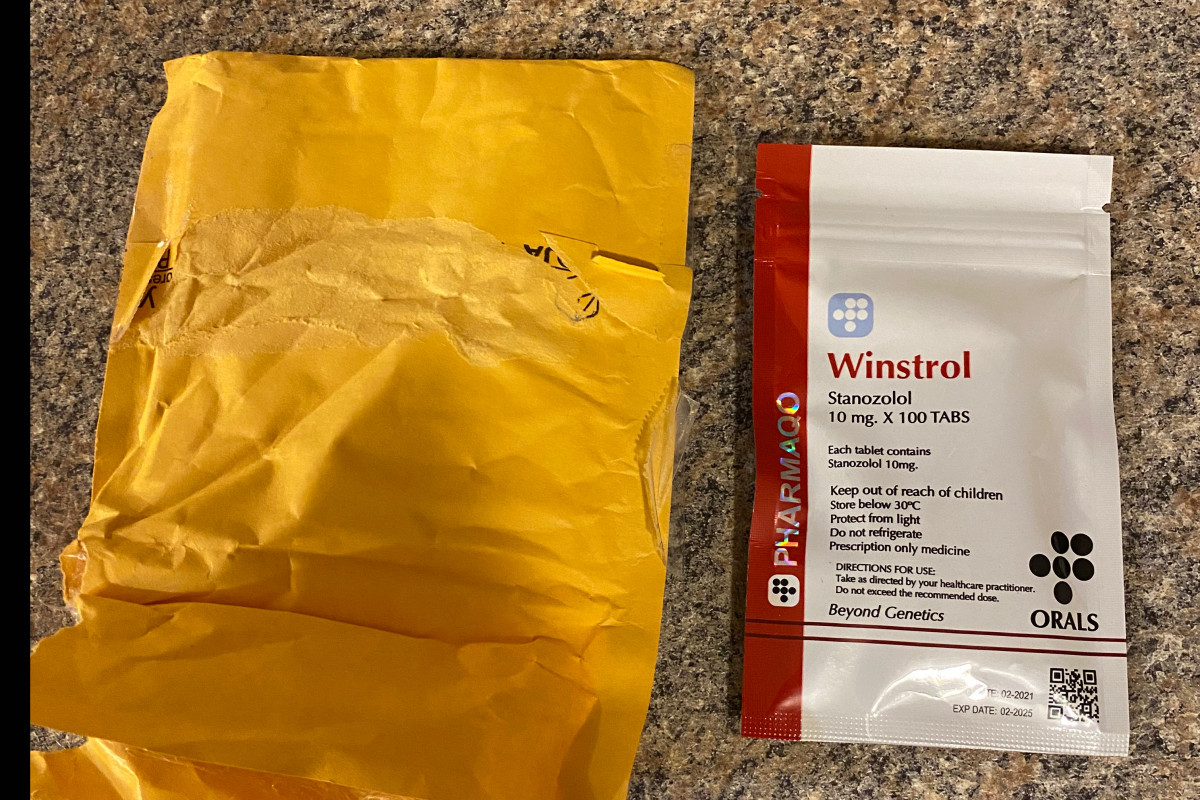 PHARMAQO
Winstrol
Stanozolol
10 mg. X 100 TABS
Each tablet contains
Stanozolol 10mg.
Keep out of reach of children
Store below 30°C
Protect from light
Do not refrigerate
Prescription only medicine
DIRECTIONS FOR USE:
Take as directed by your healthcare practitioner.
Do not exceed the recommended dose.
Beyond Genetics
ORALS
02-2021
EXP DATE: 02-2025